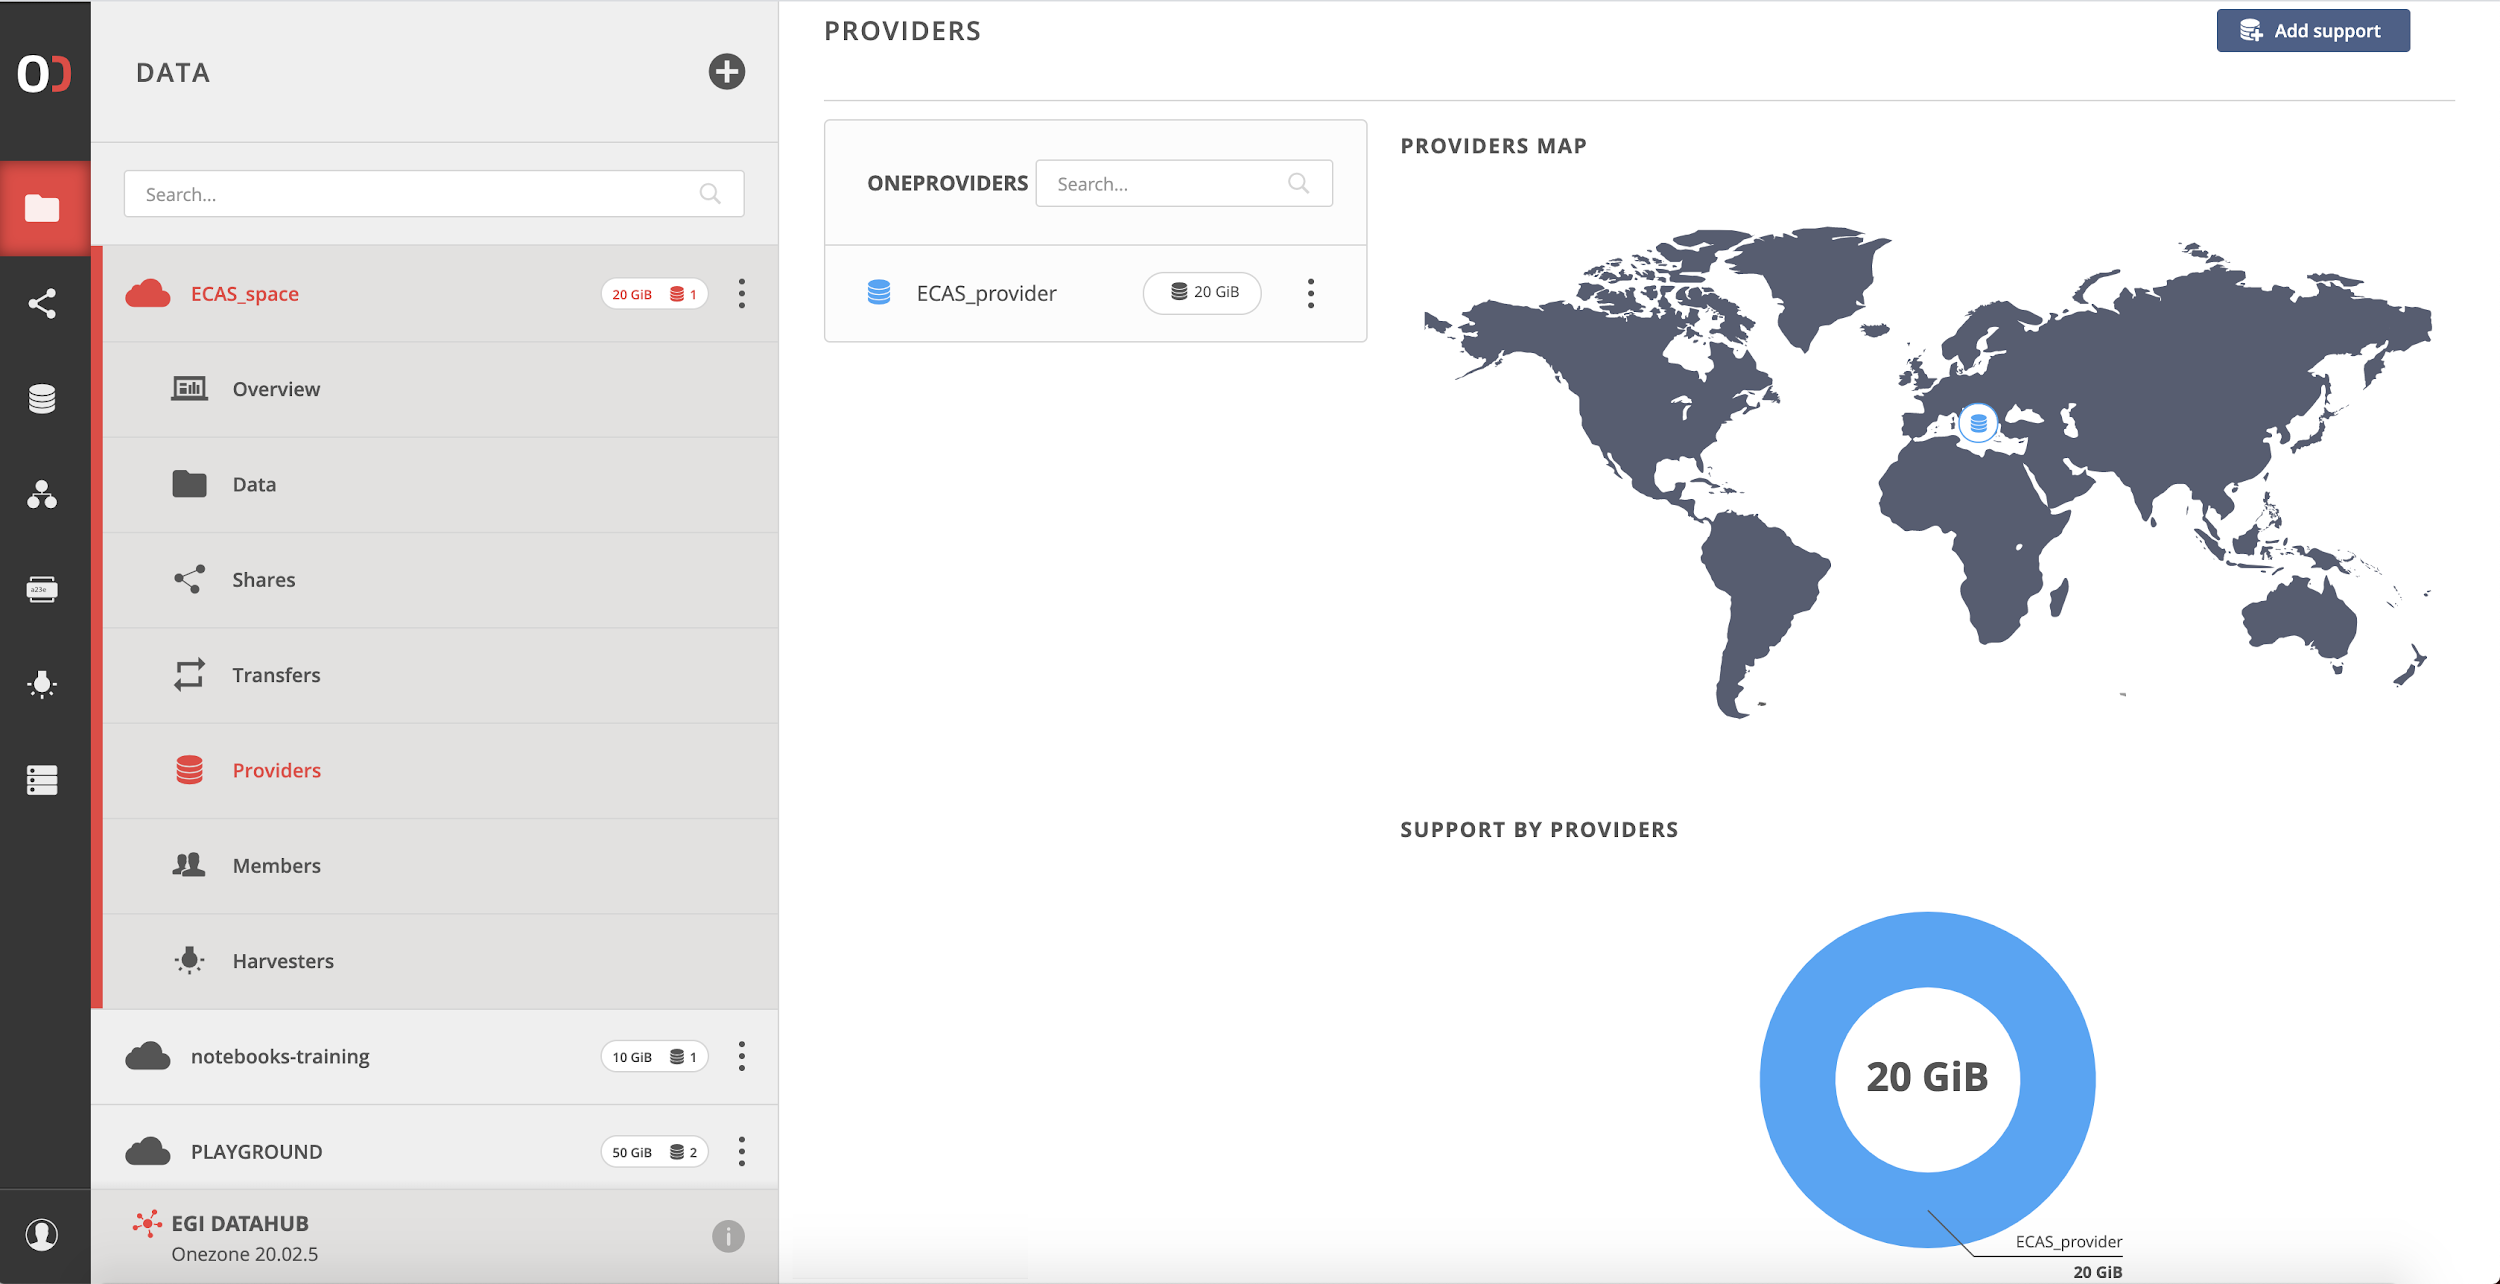 DATA
Search...
ECAS_space
20 GiB 1
Overview
Data
Shares
Transfers
Providers
Members
Harvesters
notebooks-training
10 GiB 1
PLAYGROUND
50 GiB 2
EGI DATAHUB
Onezone 20.02.5
a23e
PROVIDERS
Add support
ONEPROVIDERS
Search...
ECAS_provider
20 GiB
PROVIDERS MAP
SUPPORT BY PROVIDERS
20 GiB
ECAS_provider
20 GiB